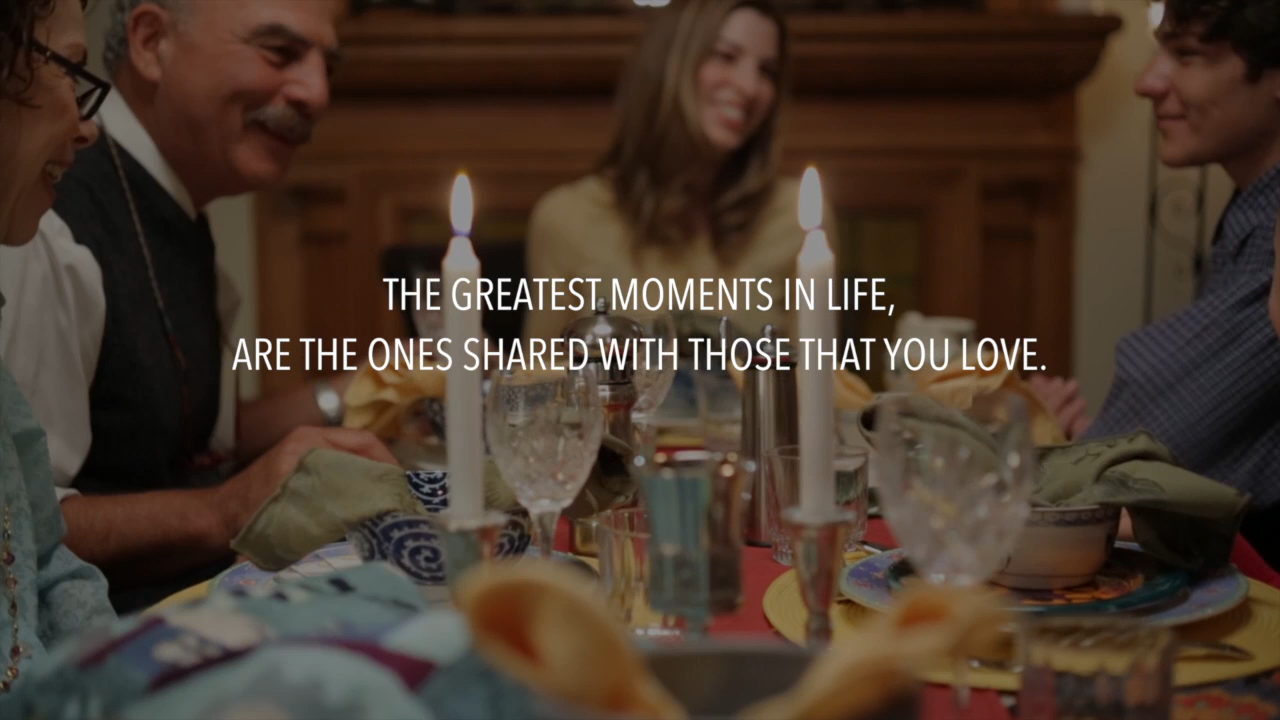 THE GREATEST MOMENTS IN LIFE,
ARE THE ONES SHARED WITH THOSE THAT YOU LOVE.